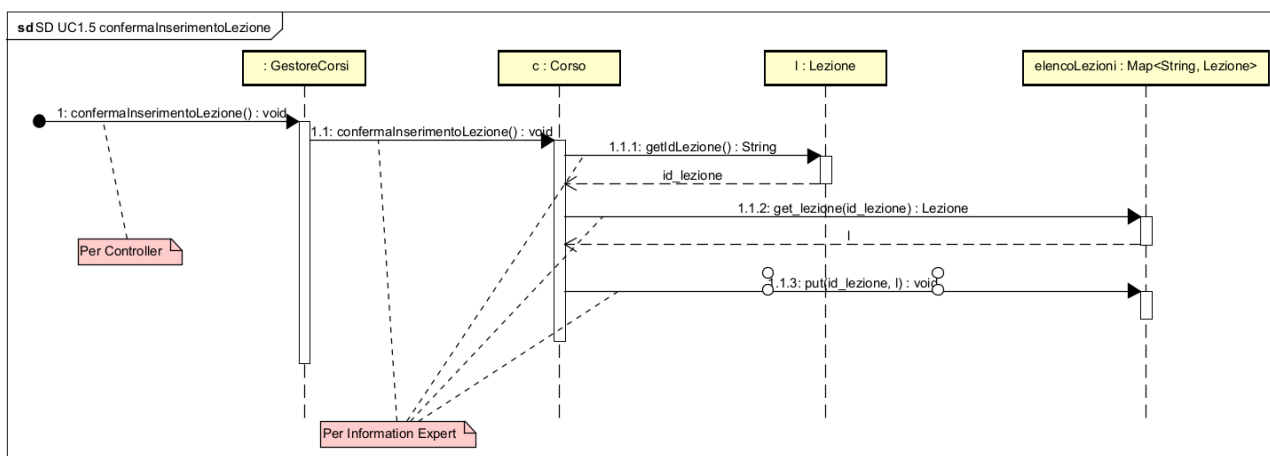 sd SD UC1.5 confermaInserimentoLezione
: GestoreCorsi
c : Corso
l : Lezione
elencoLezioni : Map<String, Lezione>
1: confermaInserimentoLezione() : void
1.1: confermaInserimentoLezione() : void
1.1.1: getIdLezione() : String
id_lezione
1.1.2: get_lezione(id_lezione) : Lezione
l
Per Controller
1.1.3: put(id_lezione, l) : void
Per Information Expert